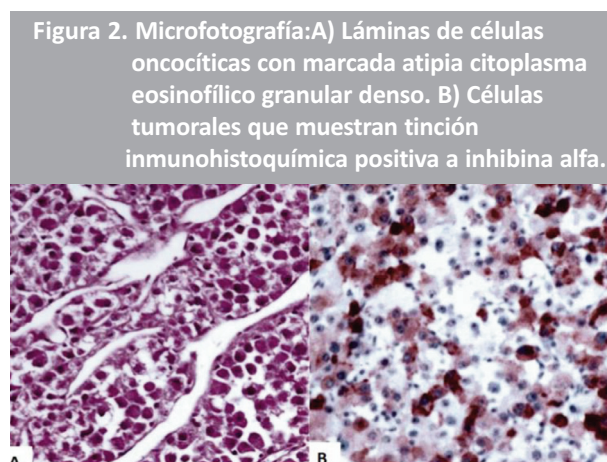 Figura 2. Microfotografía:A) Láminas de células
oncocíticas con marcada atipia citoplasma
eosinofílico granular denso. B) Células
tumorales que muestran tinción
inmunohistoquímica positiva a inhibina alfa.
A B